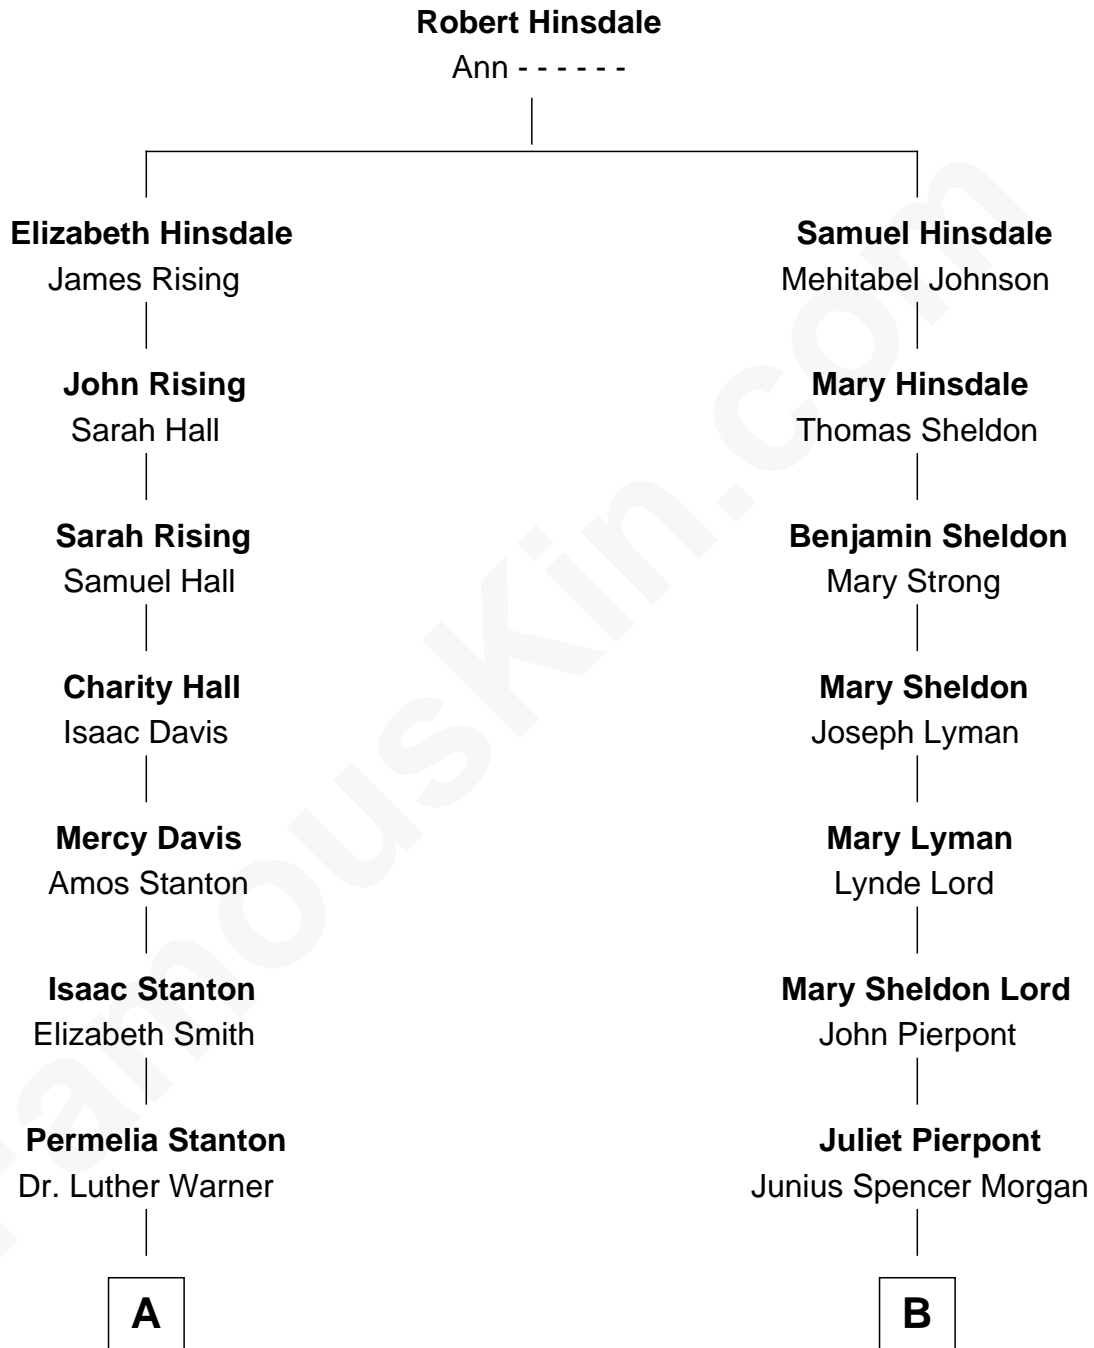 Robert Hinsdale
Ann - - - - - -
Elizabeth Hinsdale
James Rising
John Rising
Sarah Hall
Sarah Rising
Samuel Hall
Charity Hall
Isaac Davis
Mercy Davis
Amos Stanton
Isaac Stanton
Elizabeth Smith
Permelia Stanton
Dr. Luther Warner
A
Samuel Hinsdale
Mehitabel Johnson
Mary Hinsdale
Thomas Sheldon
Benjamin Sheldon
Mary Strong
Mary Sheldon
Joseph Lyman
Mary Lyman
Lynde Lord
Mary Sheldon Lord
John Pierpont
Juliet Pierpont
Junius Spencer Morgan
B
FamousKin.com